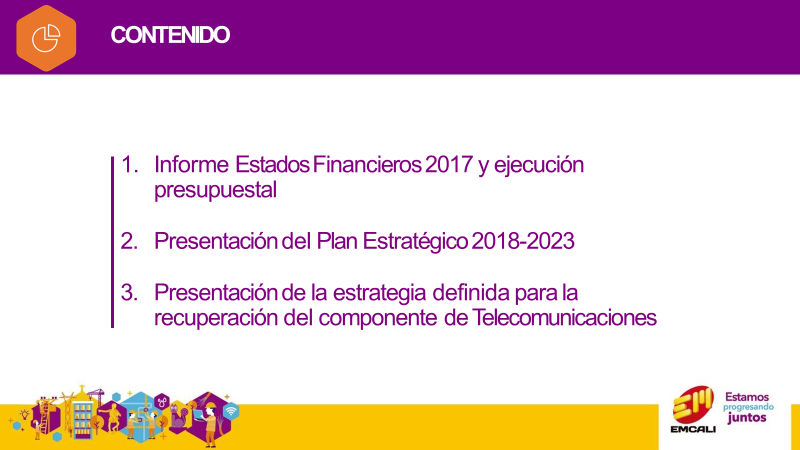 CONTENIDO
1. Informe Estados Financieros 2017 y ejecución
presupuestal
2. Presentación del Plan Estratégico 2018-2023
3. Presentación de la estrategia definida para la
recuperación del componente de Telecomunicaciones
EM
EMCALI
Estamos
progresando
juntos